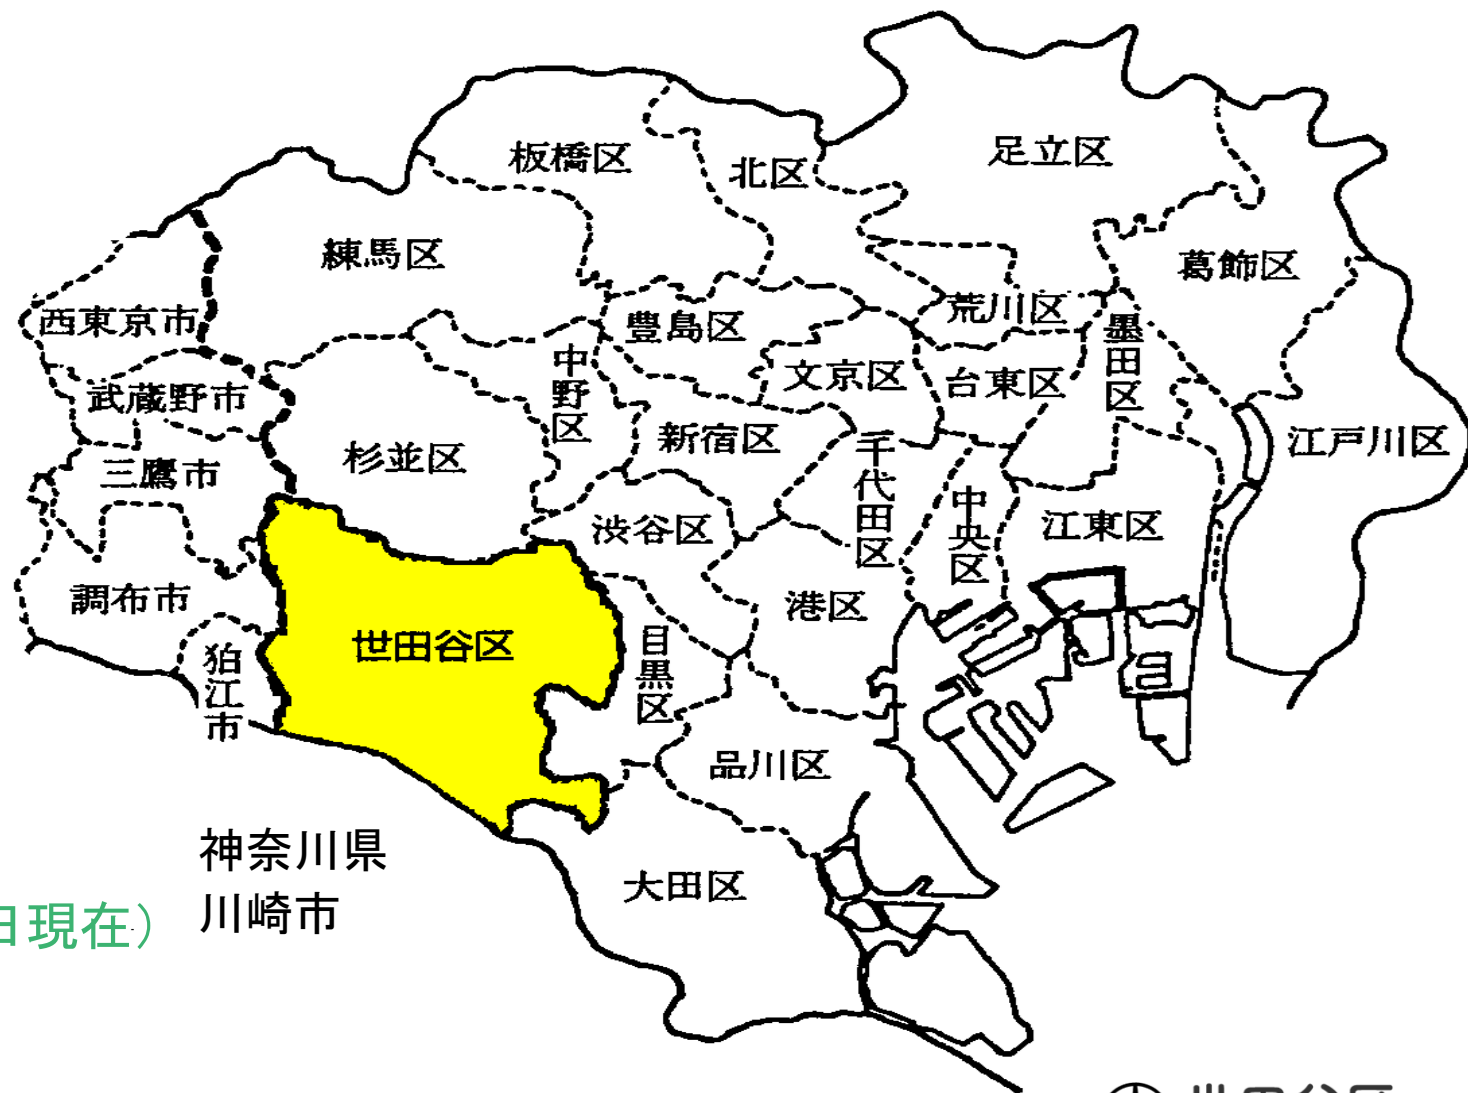 足立区
板橋区
北区
練馬区
葛飾区
西東京市
豊島区
荒川区
墨田区
中野区
文京区
台東区
武蔵野市
新宿区
千代田区
江戸川区
杉並区
三鷹市
渋谷区
中央区
江東区
調布市
港区
世田谷区
目黒区
狛江市
品川区
神奈川県
川崎市
大田区
日現在）
世田谷区